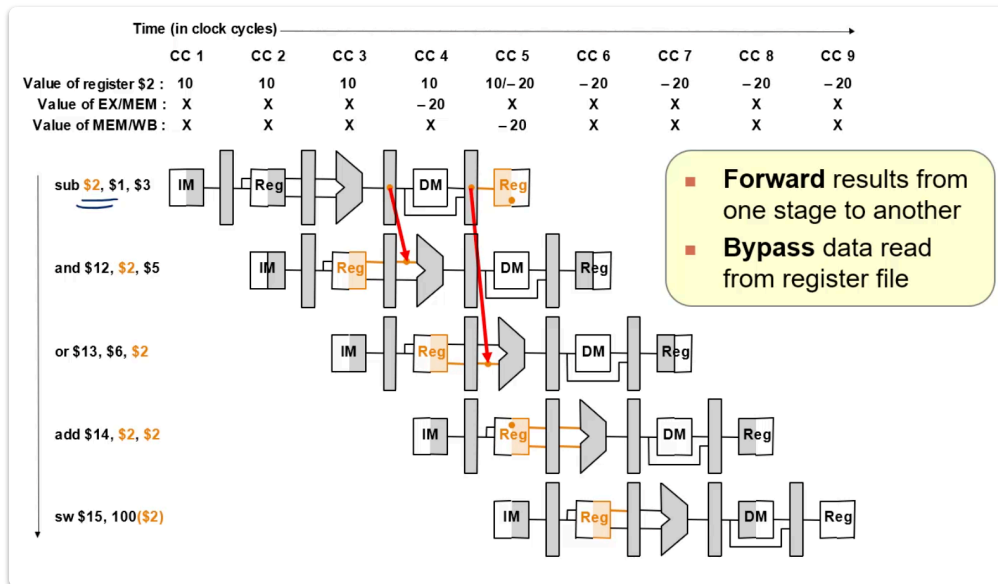 Time (in clock cycles)
CC 1 CC 2 CC 3 CC 4 CC 5 CC 6 CC 7 CC 8 CC 9
Value of register $2 : 10 10 10 10 10/– 20 – 20 – 20 – 20 – 20
Value of EX/MEM : X X X – 20 X X X X X
Value of MEM/WB : X X X X – 20 X X X X
sub $2, $1, $3 IM Reg DM Reg
▪ Forward results from
one stage to another
▪ Bypass data read
from register file
and $12, $2, $5 IM Reg DM Reg
or $13, $6, $2 IM Reg DM Reg
add $14, $2, $2 IM Reg DM Reg
sw $15, 100($2) IM Reg DM Reg